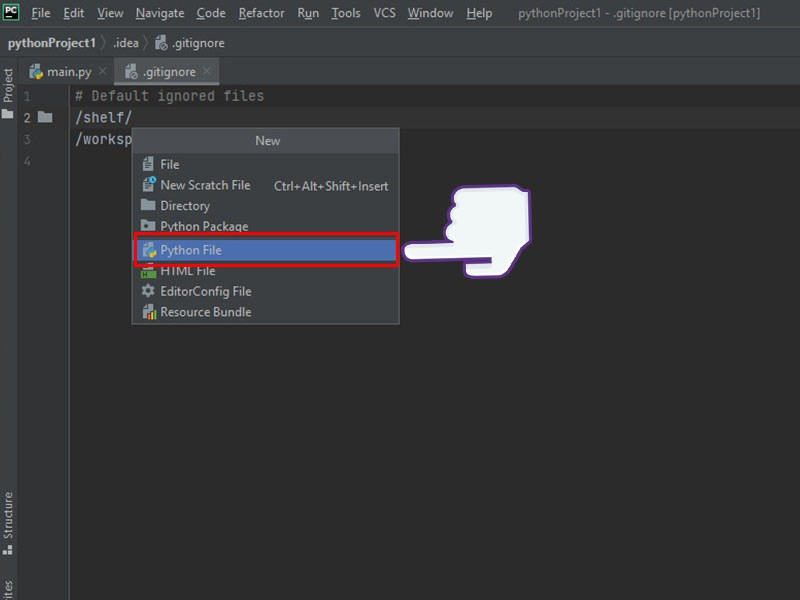 PC File Edit View Navigate Code Refactor Run Tools VCS Window Help pythonProject1 - .gitignore [pythonProject1]
pythonProject1 .idea .gitignore
main.py .gitignore
Project
1 # Default ignored files
2 /shelf/
3 /worksp
4
New
File
New Scratch File Ctrl+Alt+Shift+Insert
Directory
Python Package
Python File
HTML File
EditorConfig File
Resource Bundle
Structure